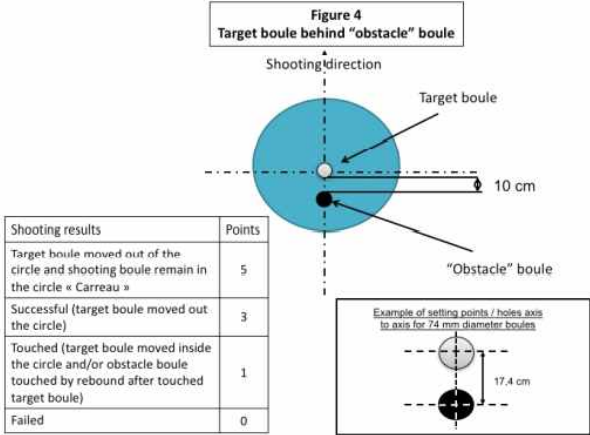 Figure 4
Target boule behind “obstacle” boule
Shooting direction
Target boule
10 cm
“Obstacle” boule
Shooting results Points
Target boule moved out of the
circle and shooting boule remain in
the circle « Carreau »
5
Successful (target boule moved out
the circle)
3
Touched (target boule moved inside
the circle and/or obstacle boule
touched by rebound after touched
target boule)
1
Failed 0
Example of setting points / holes axis
to axis for 74 mm diameter boules
17,4 cm